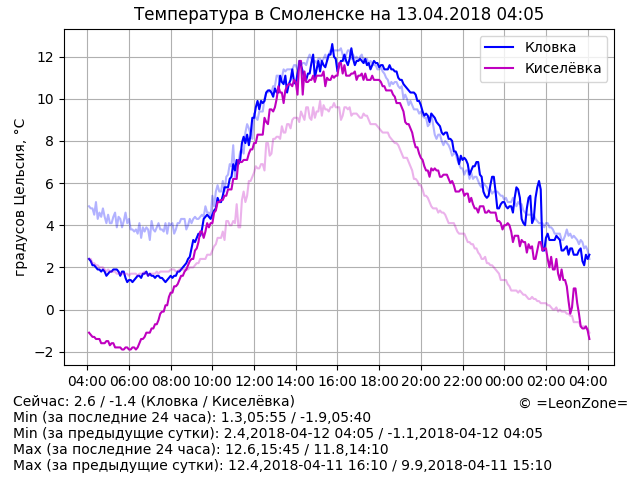 Температура в Смоленске на 13.04.2018 04:05
Кловка
Киселёвка
градусов Цельсия, °C
12
10
8
6
4
2
0
−2
04:00 06:00 08:00 10:00 12:00 14:00 16:00 18:00 20:00 22:00 00:00 02:00 04:00
Сейчас: 2.6 / -1.4 (Кловка / Киселёвка)
© =LeonZone=
Min (за последние 24 часа): 1.3,05:55 / -1.9,05:40
Min (за предыдущие сутки): 2.4,2018-04-12 04:05 / -1.1,2018-04-12 04:05
Max (за последние 24 часа): 12.6,15:45 / 11.8,14:10
Max (за предыдущие сутки): 12.4,2018-04-11 16:10 / 9.9,2018-04-11 15:10